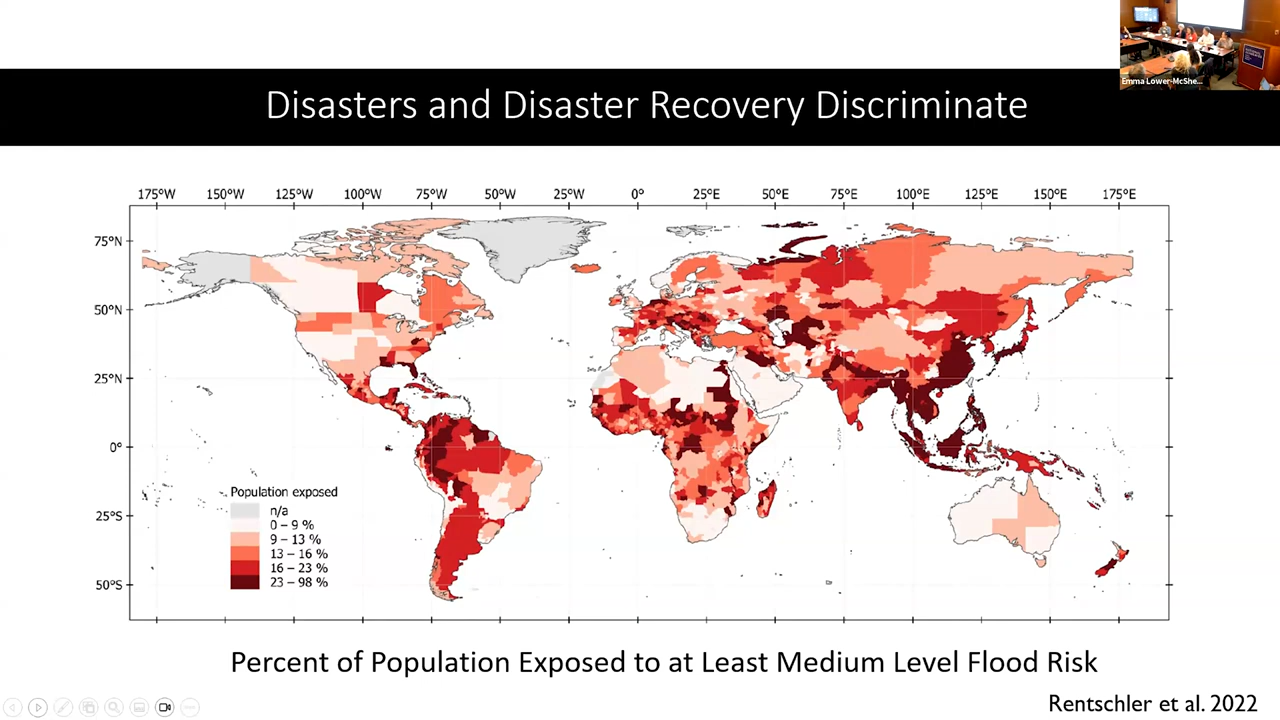 Emma Lower-McShe...
Disasters and Disaster Recovery Discriminate
175°W 150°W 125°W 100°W 75°W 50°W 25°W 0° 25°E 50°E 75°E 100°E 125°E 150°E 175°E
75°N
50°N
25°N
0°
25°S
50°S
Population exposed
n/a
0 – 9 %
9 – 13 %
13 – 16 %
16 – 23 %
23 – 98 %
Percent of Population Exposed to at Least Medium Level Flood Risk
Rentschler et al. 2022